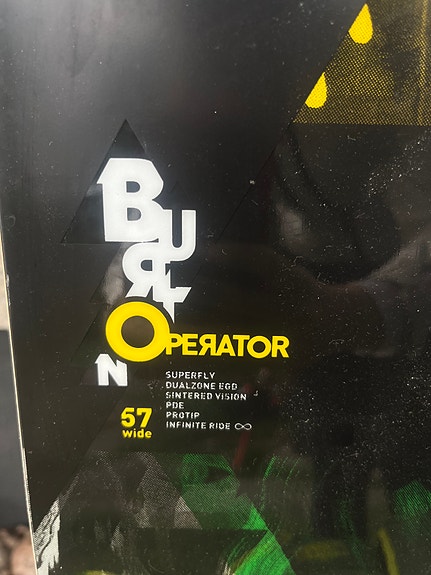 BURTON
OPERATOR
SUPERFLY
DUALZONE EGD
SINTERED VISION
PDE
PROTIP
INFINITE RIDE ∞
57
wide